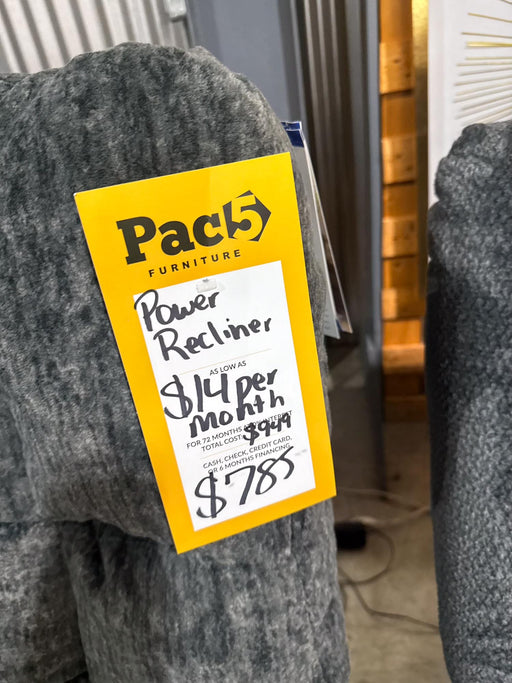 Pac5
FURNITURE
Power
Recliner
AS LOW AS
$14 per
month
FOR 72 MONTHS
TOTAL COST: $949
CASH, CHECK, CREDIT CARD,
OR 6 MONTHS FINANCING
$785